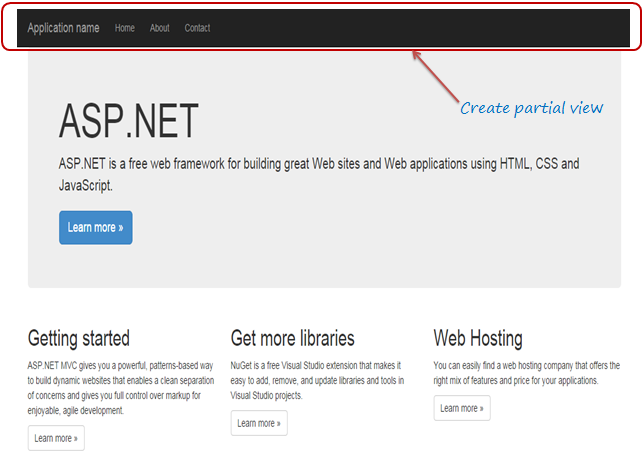 Application name Home About Contact
Create partial view
ASP.NET
ASP.NET is a free web framework for building great Web sites and Web applications using HTML, CSS and
JavaScript.
Learn more »
Getting started
ASP.NET MVC gives you a powerful, patterns-based way
to build dynamic websites that enables a clean separation
of concerns and gives you full control over markup for
enjoyable, agile development.
Learn more »
Get more libraries
NuGet is a free Visual Studio extension that makes it
easy to add, remove, and update libraries and tools in
Visual Studio projects.
Learn more »
Web Hosting
You can easily find a web hosting company that offers the
right mix of features and price for your applications.
Learn more »